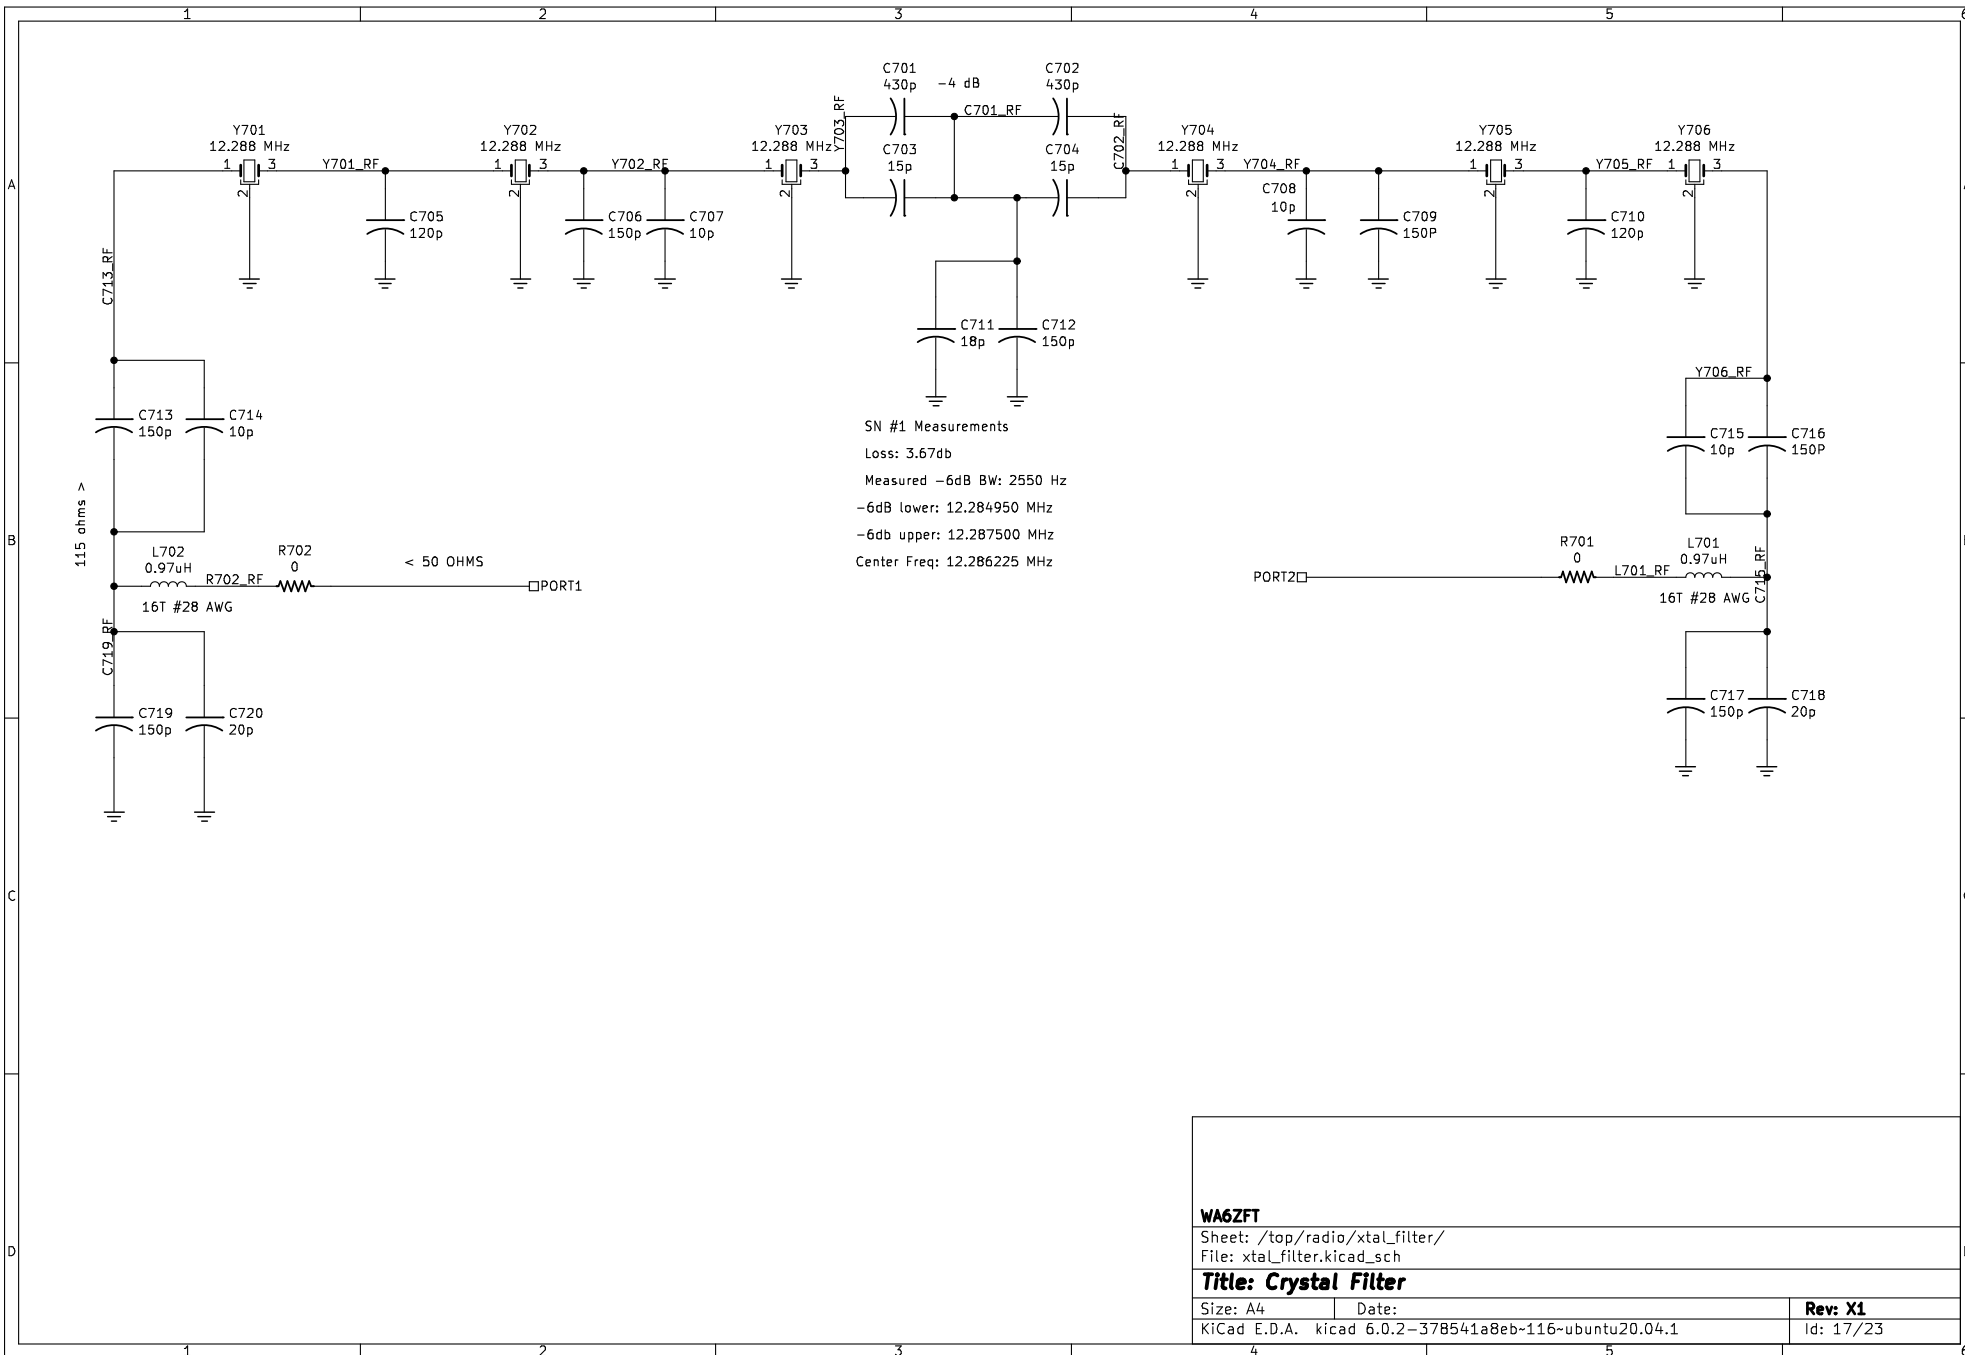 1 2 3 4 5 6
C701
430p
-4 dB
C702
430p
C701_RF
Y703_RF
C702_RF
Y701
12.288 MHz
1 3
2
Y701_RF
Y702
12.288 MHz
1 3
2
Y702_RF
Y703
12.288 MHz
1 3
2
C703
15p
C704
15p
Y704
12.288 MHz
1 3
2
Y704_RF
Y705
12.288 MHz
1 3
2
Y705_RF
Y706
12.288 MHz
1 3
2
A
C705
120p
C706
150p
C707
10p
C708
10p
C709
150P
C710
120p
C713_RF
C711
18p
C712
150p
Y706_RF
C713
150p
C714
10p
C715
10p
C716
150P
SN #1 Measurements
Loss: 3.67db
Measured -6dB BW: 2550 Hz
-6dB lower: 12.284950 MHz
-6db upper: 12.287500 MHz
Center Freq: 12.286225 MHz
115 ohms >
B
L702
0.97uH
R702_RF
16T #28 AWG
R702
0
< 50 OHMS
PORT1
PORT2
R701
0
L701_RF
L701
0.97uH
16T #28 AWG
C715_RF
C719_RF
C719
150p
C720
20p
C717
150p
C718
20p
C
D
WA6ZFT
Sheet: /top/radio/xtal_filter/
File: xtal_filter.kicad_sch
Title: Crystal Filter
Size: A4
Date:
Rev: X1
KiCad E.D.A. kicad 6.0.2-378541a8eb~116~ubuntu20.04.1
Id: 17/23
1 2 3 4 5 6